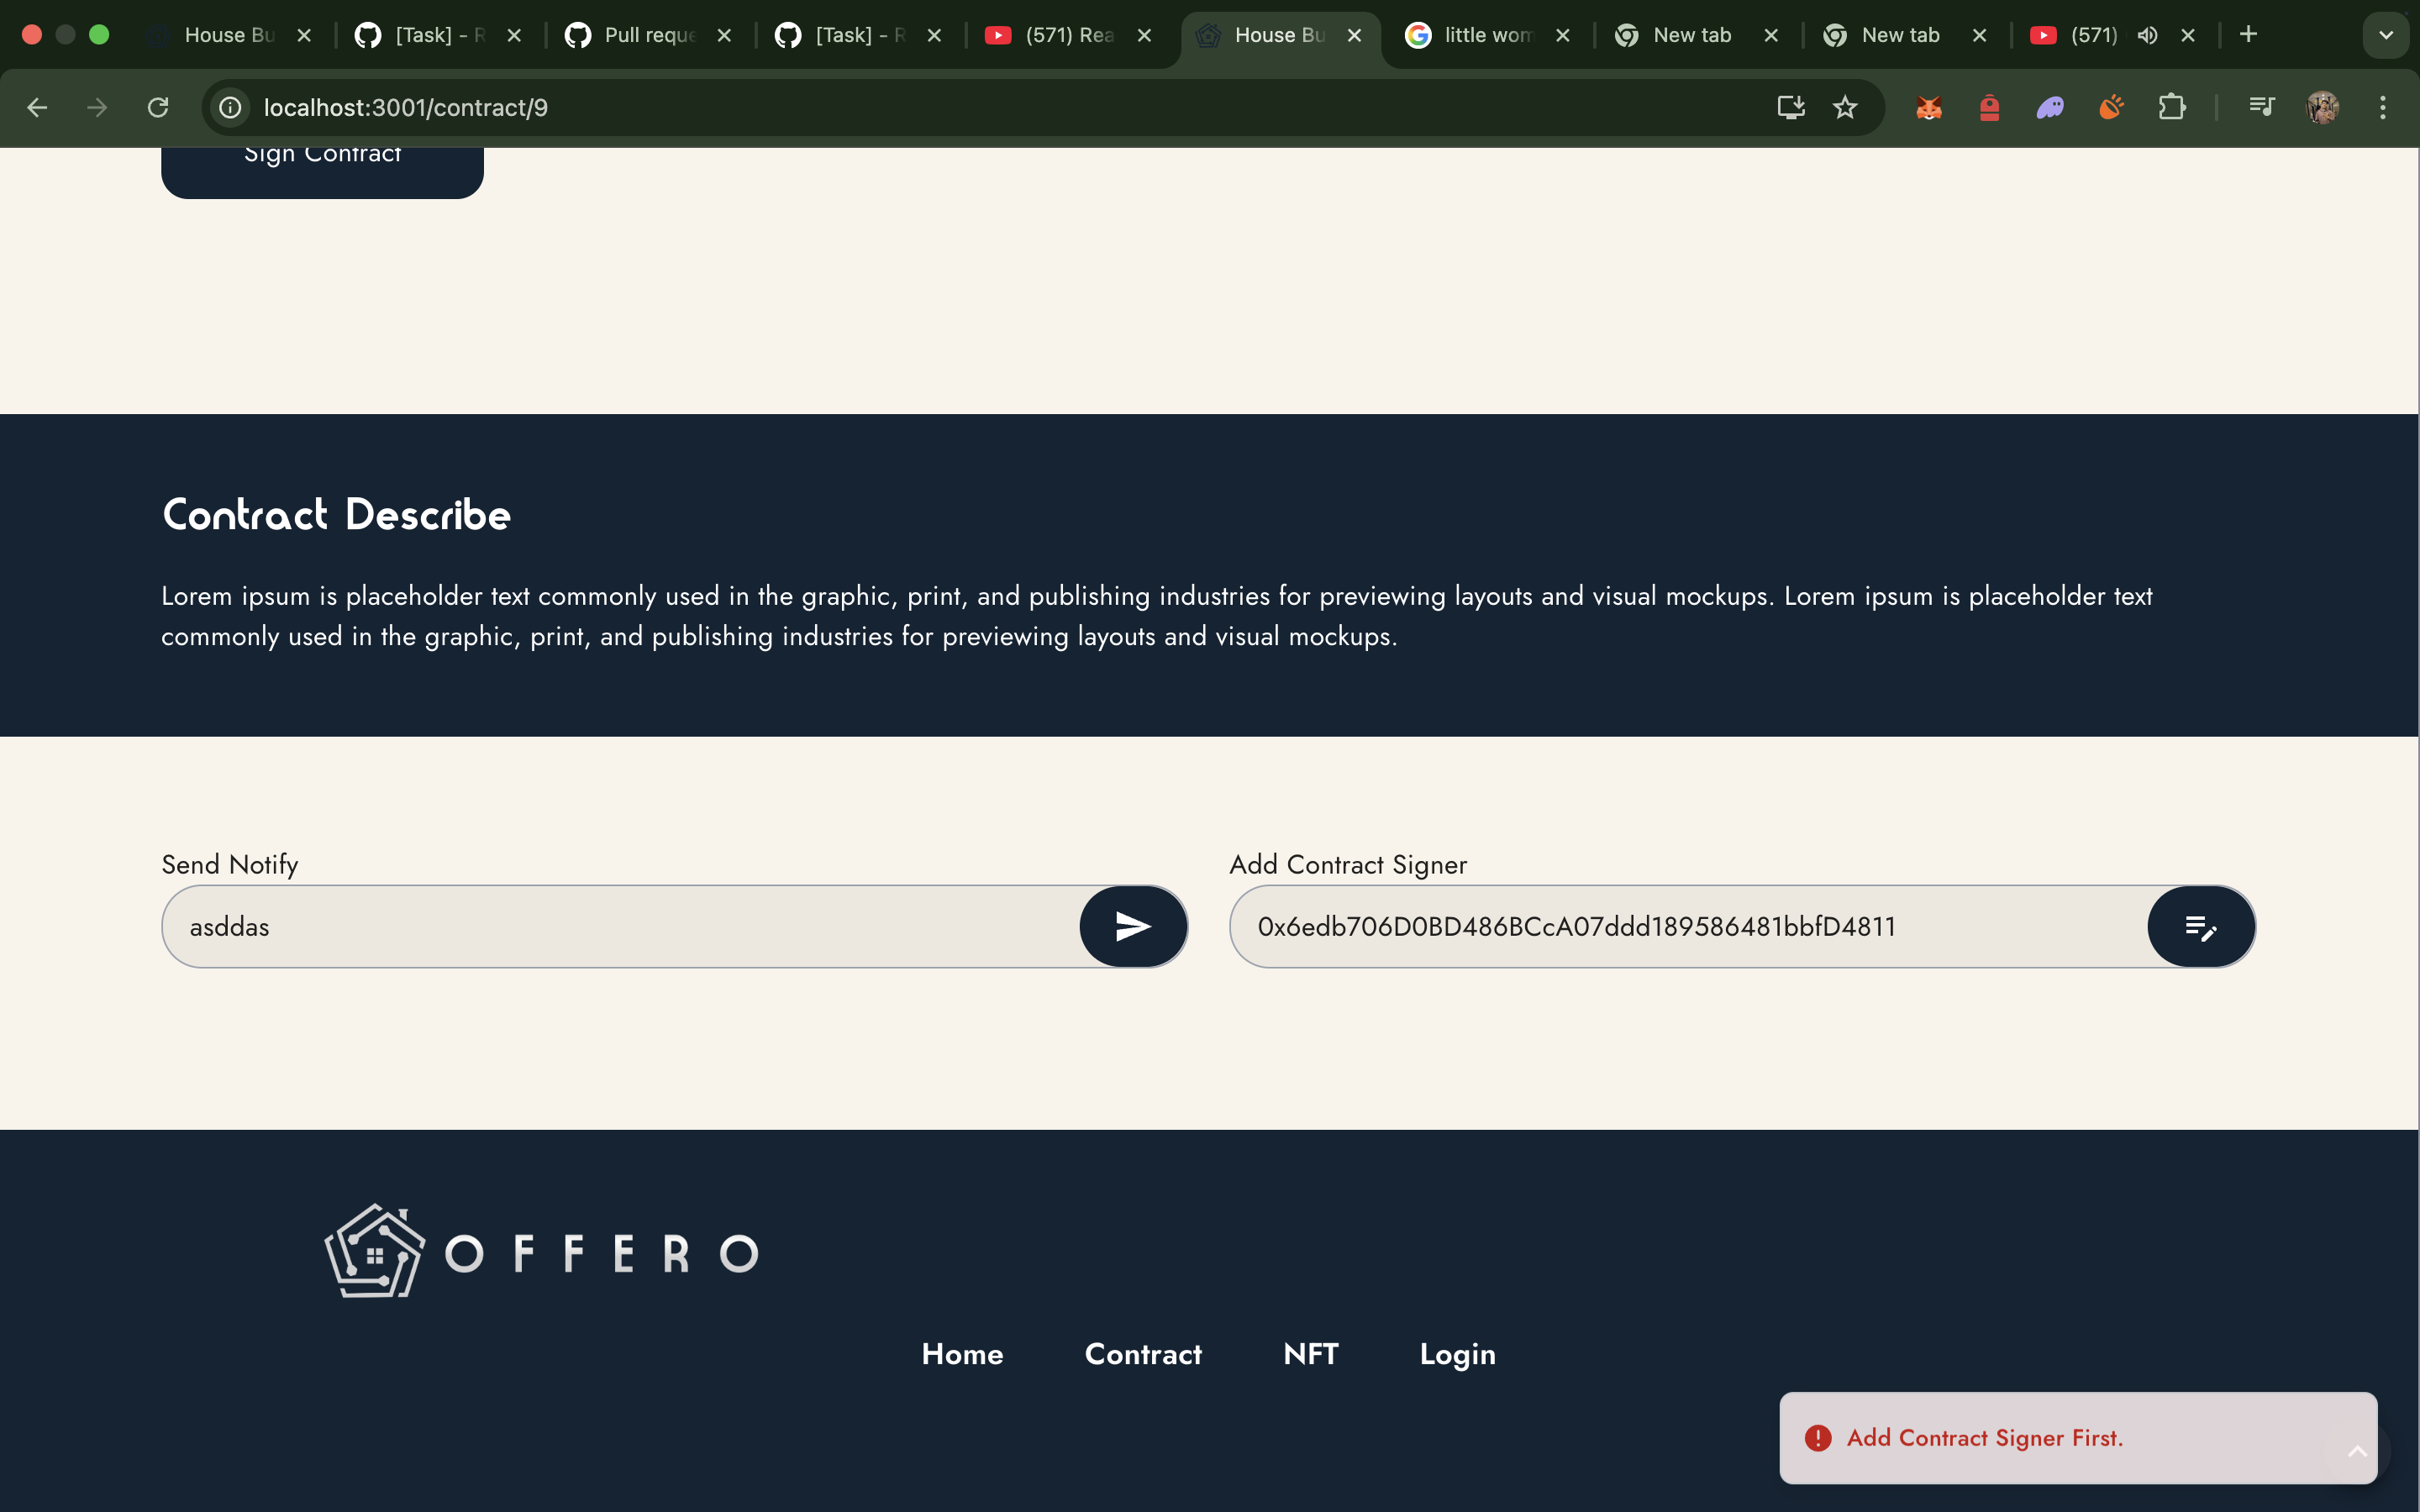 House Bu
[Task] - R
Pull reque
[Task] - R
(571) Rea
House Bu
little wom
New tab
New tab
(571)
localhost:3001/contract/9
Sign Contract
Contract Describe
Lorem ipsum is placeholder text commonly used in the graphic, print, and publishing industries for previewing layouts and visual mockups. Lorem ipsum is placeholder text
commonly used in the graphic, print, and publishing industries for previewing layouts and visual mockups.
Send Notify
asddas
Add Contract Signer
0x6edb706D0BD486BCcA07ddd189586481bbfD4811
OFFERO
Home
Contract
NFT
Login
Add Contract Signer First.